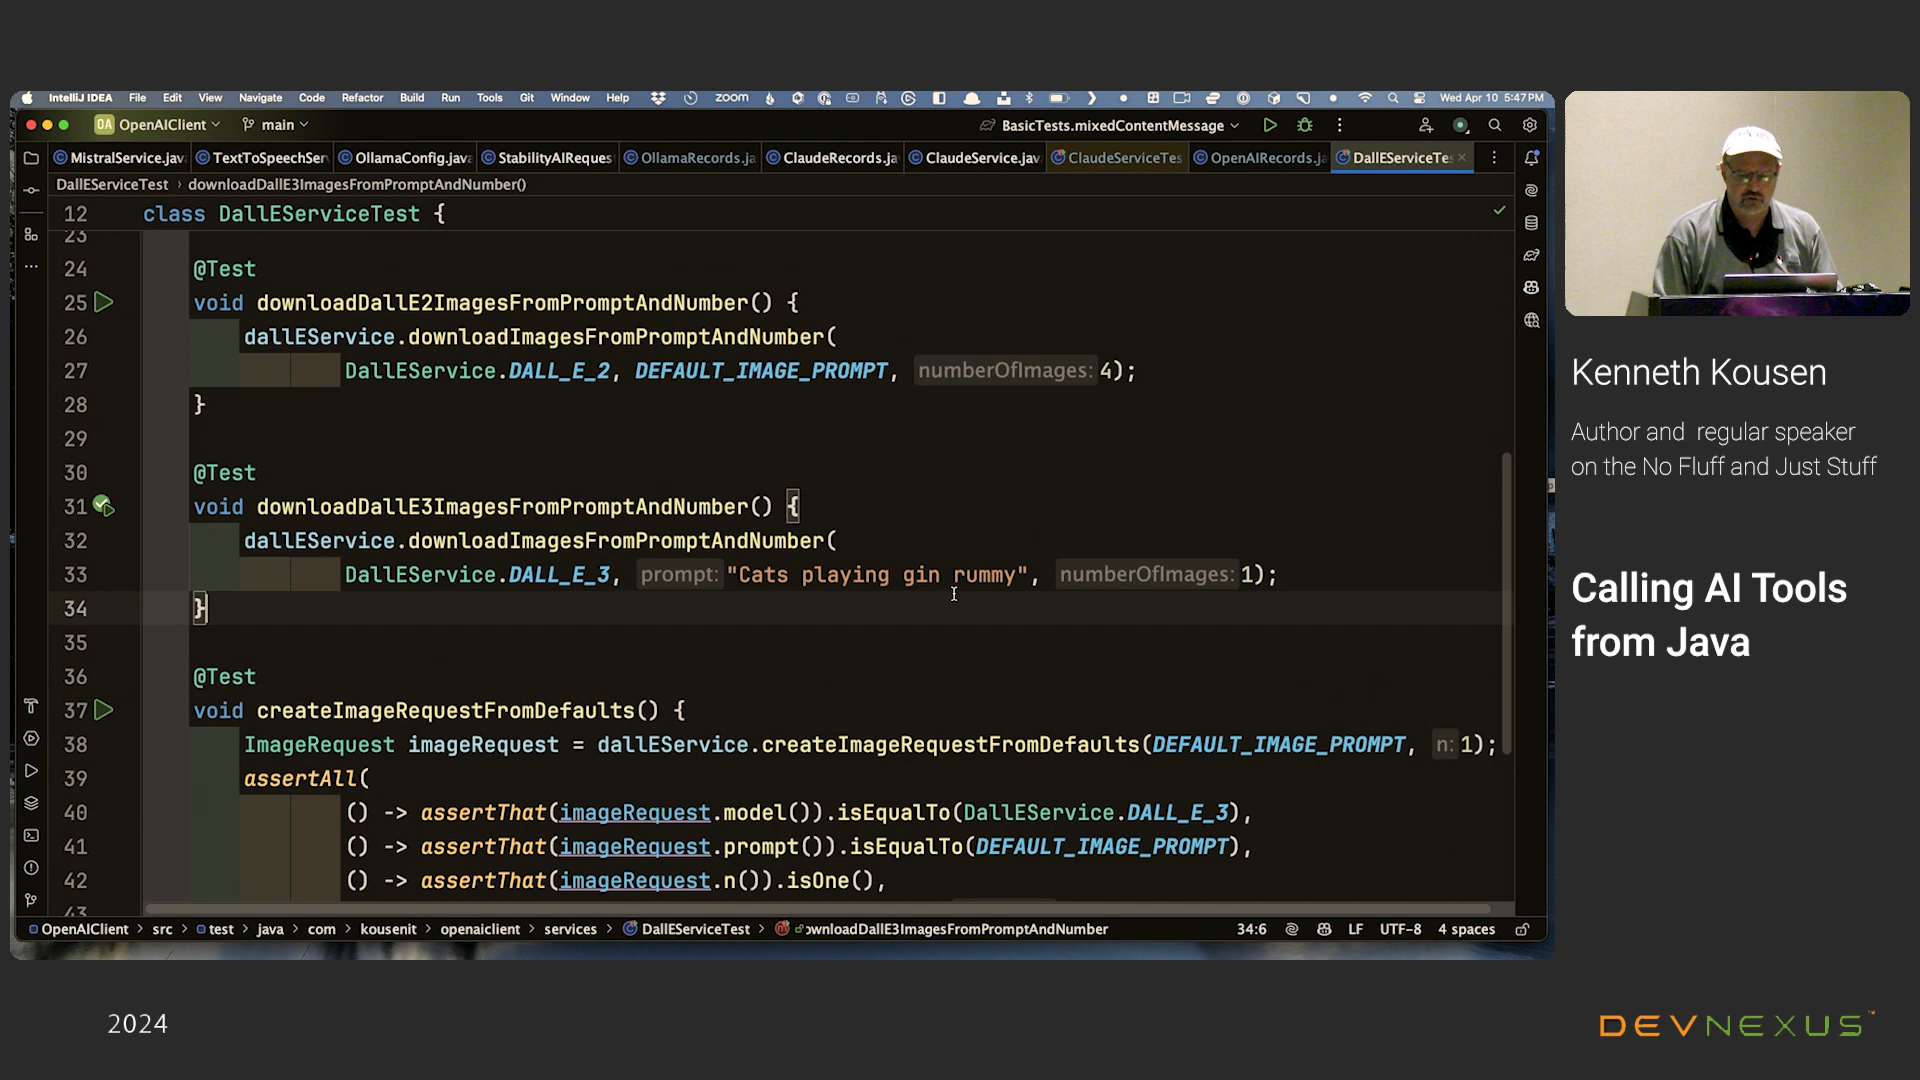 IntelliJ IDEA File Edit View Navigate Code Refactor Build Run Tools Git Window Help zoom Wed Apr 10 5:47 PM
OA OpenAIClient main BasicTests.mixedContentMessage
MistralService.jav TextToSpeechSer OllamaConfig.java StabilityAIReques OllamaRecords.ja ClaudeRecords.ja ClaudeService.jav ClaudeServiceTes OpenAIRecords.ja DallEServiceTe
DallEServiceTest › downloadDallE3ImagesFromPromptAndNumber()
12 class DallEServiceTest {
23
24 @Test
25 void downloadDallE2ImagesFromPromptAndNumber() {
26 dallEService.downloadImagesFromPromptAndNumber(
27 DallEService.DALL_E_2, DEFAULT_IMAGE_PROMPT, numberOfImages: 4);
28 }
29
30 @Test
31 void downloadDallE3ImagesFromPromptAndNumber() {
32 dallEService.downloadImagesFromPromptAndNumber(
33 DallEService.DALL_E_3, prompt: "Cats playing gin rummy", numberOfImages: 1);
34 }
35
36 @Test
37 void createImageRequestFromDefaults() {
38 ImageRequest imageRequest = dallEService.createImageRequestFromDefaults(DEFAULT_IMAGE_PROMPT, n: 1);
39 assertAll(
40 () -> assertThat(imageRequest.model()).isEqualTo(DallEService.DALL_E_3),
41 () -> assertThat(imageRequest.prompt()).isEqualTo(DEFAULT_IMAGE_PROMPT),
42 () -> assertThat(imageRequest.n()).isOne(),
43
OpenAIClient › src › test › java › com › kousenit › openaiclient › services › DallEServiceTest › ownloadDallE3ImagesFromPromptAndNumber 34:6 LF UTF-8 4 spaces
Kenneth Kousen
Author and regular speaker
on the No Fluff and Just Stuff
Calling AI Tools
from Java
2024
DEVNEXUS™